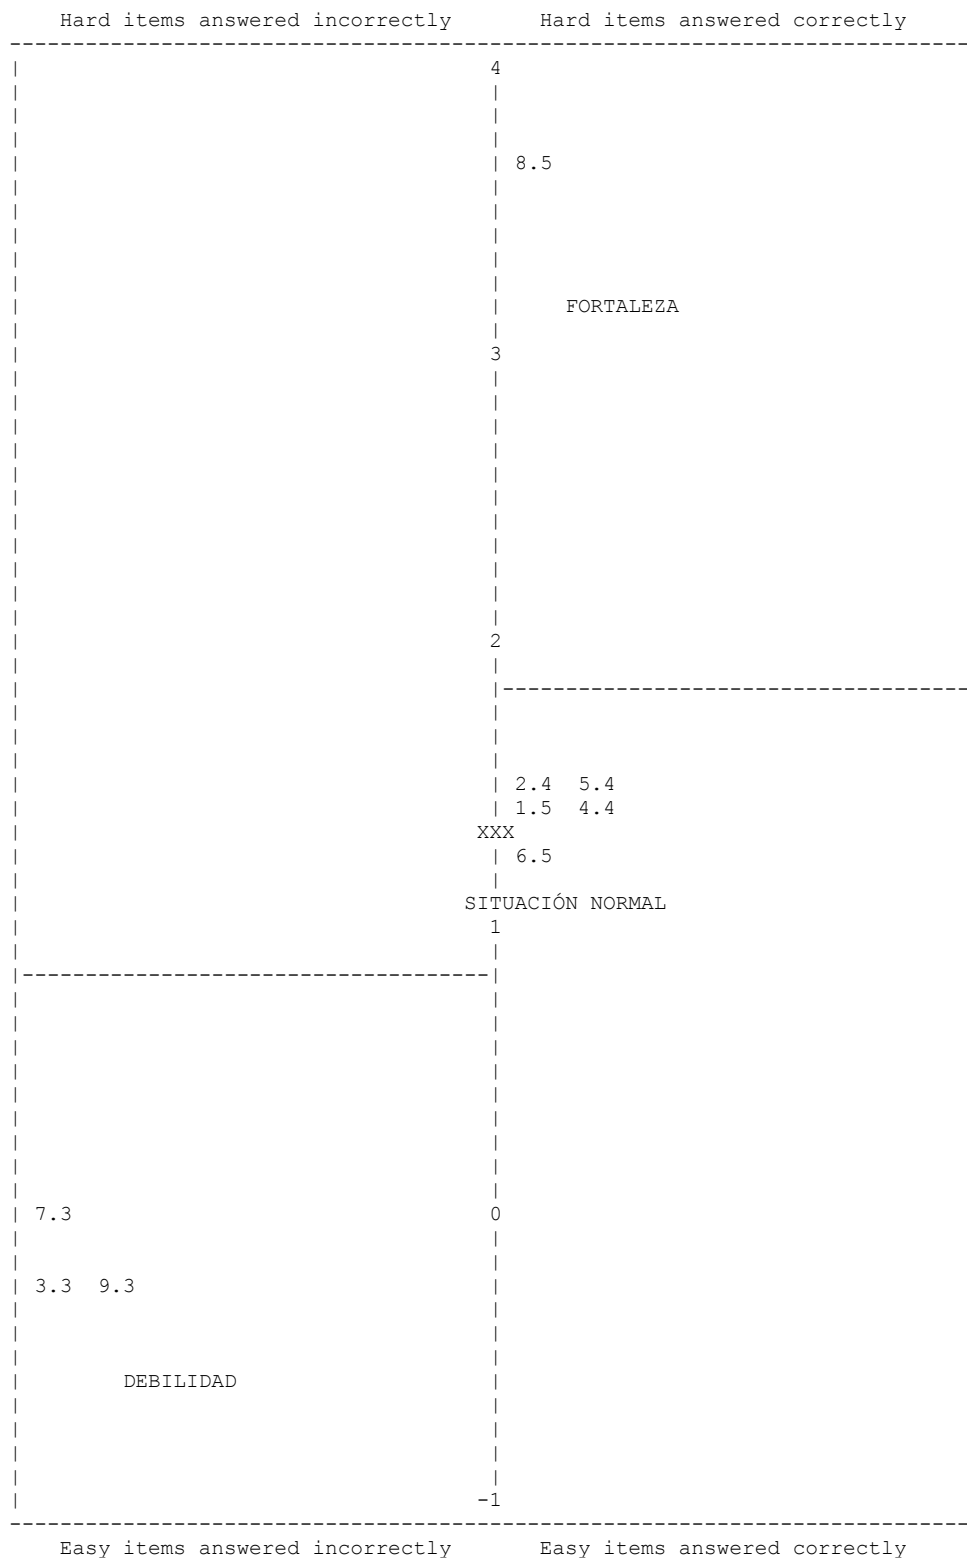 Hard items answered incorrectly Hard items answered correctly
4
8.5
FORTALEZA
3
2
2.4 5.4
1.5 4.4
XXX
6.5
SITUACIÓN NORMAL
1
7.3 0
3.3 9.3
DEBILIDAD
-1
Easy items answered incorrectly Easy items answered correctly